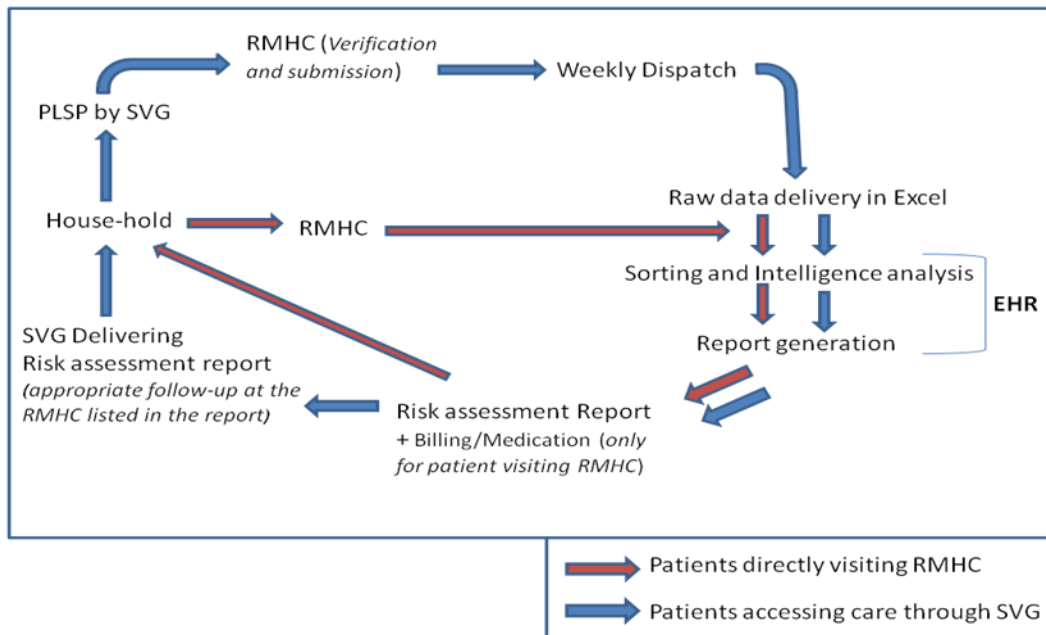 RMHC (Verification
and submission)
Weekly Dispatch
PLSP by SVG
Raw data delivery in Excel
House-hold
RMHC
Sorting and Intelligence analysis
EHR
Report generation
SVG Delivering
Risk assessment report
(appropriate follow-up at the
RMHC listed in the report)
Risk assessment Report
+ Billing/Medication (only
for patient visiting RMHC)
Patients directly visiting RMHC
Patients accessing care through SVG